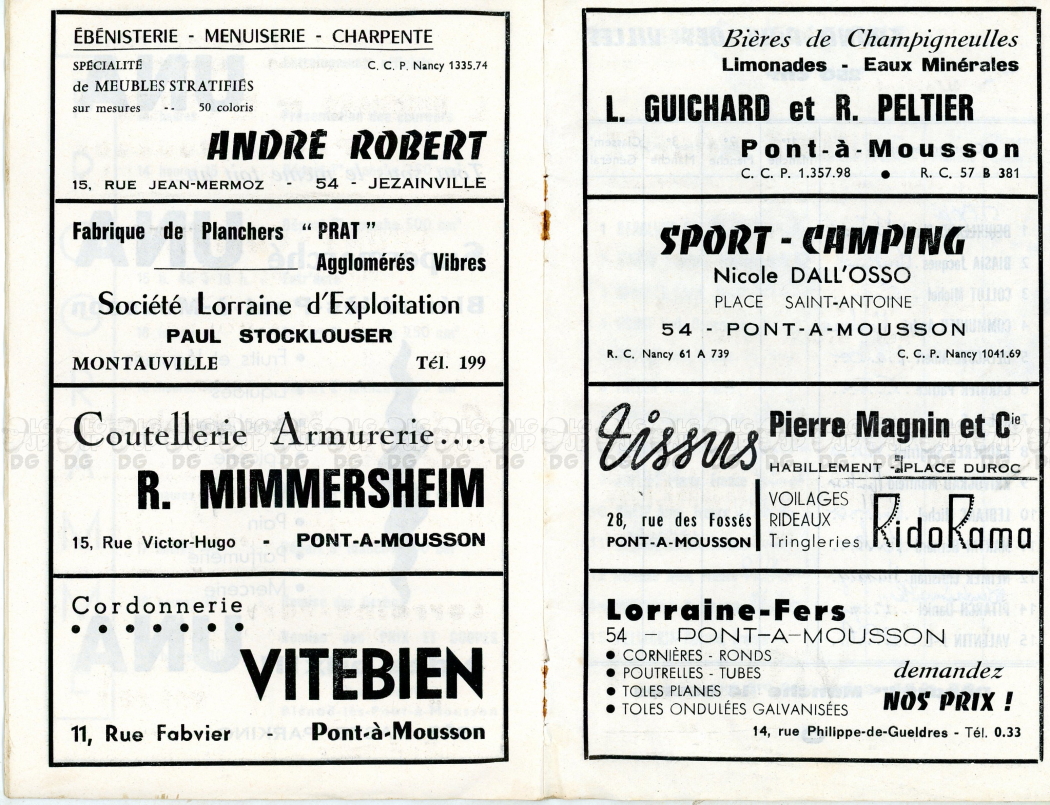 ÉBÉNISTERIE - MENUISERIE - CHARPENTE
SPÉCIALITÉ C. C. P. Nancy 1335.74
de MEUBLES STRATIFIÉS
sur mesures -- 50 coloris
ANDRÉ ROBERT
15, RUE JEAN-MERMOZ - 54 - JEZAINVILLE
Fabrique de Planchers " PRAT "
Agglomérés Vibres
Société Lorraine d'Exploitation
PAUL STOCKLOUSER
MONTAUVILLE Tél. 199
Coutellerie Armurerie....
R. MIMMERSHEIM
15, Rue Victor-Hugo - PONT-A-MOUSSON
Cordonnerie
VITEBIEN
11, Rue Fabvier - Pont-à-Mousson
Bières de Champigneulles
Limonades - Eaux Minérales
L. GUICHARD et R. PELTIER
Pont-à-Mousson
C. C. P. 1.357.98 ● R. C. 57 B 381
SPORT - CAMPING
Nicole DALL'OSSO
PLACE SAINT-ANTOINE
54 - PONT-A-MOUSSON
R. C. Nancy 61 A 739 C. C. P. Nancy 1041.69
Tissus Pierre Magnin et Cie
HABILLEMENT - PLACE DUROC
28, rue des Fossés
PONT-A-MOUSSON
VOILAGES
RIDEAUX
Tringleries
RidoRama
Lorraine-Fers
54 - PONT-A-MOUSSON
● CORNIÈRES - RONDS
● POUTRELLES - TUBES
● TOLES PLANES
● TOLES ONDULÉES GALVANISÉES
demandez
NOS PRIX !
14, rue Philippe-de-Gueldres - Tél. 0.33